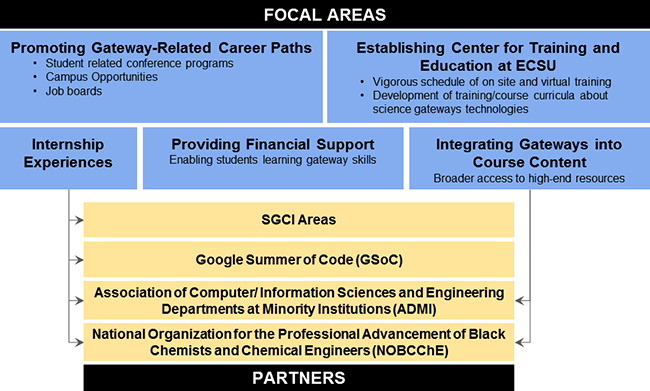 FOCAL AREAS
Promoting Gateway-Related Career Paths
• Student related conference programs
• Campus Opportunities
• Job boards
Establishing Center for Training and
Education at ECSU
• Vigorous schedule of on site and virtual training
• Development of training/course curricula about
science gateways technologies
Internship
Experiences
Providing Financial Support
Enabling students learning gateway skills
Integrating Gateways into
Course Content
Broader access to high-end resources
SGCI Areas
Google Summer of Code (GSoC)
Association of Computer/ Information Sciences and Engineering
Departments at Minority Institutions (ADMI)
National Organization for the Professional Advancement of Black
Chemists and Chemical Engineers (NOBCChE)
PARTNERS